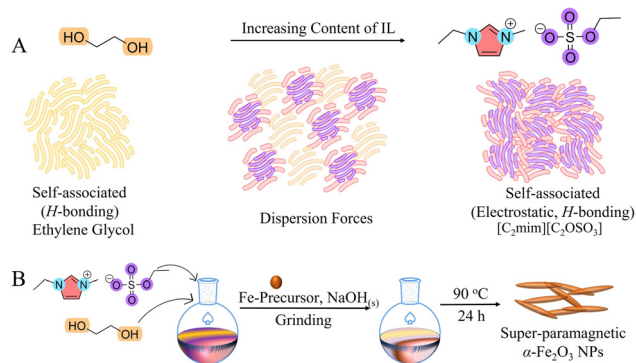 A
HO
OH
Increasing Content of IL
N
⊕
N
⊖
O
O
S
O
O
Self-associated
(H-bonding)
Ethylene Glycol
Dispersion Forces
Self-associated
(Electrostatic, H-bonding)
[C₂mim][C₂OSO₃]
B
N
⊕
N
⊖
O
O
S
O
O
HO
OH
Fe-Precursor, NaOH(s)
Grinding
90 °C
24 h
Super-paramagnetic
α-Fe₂O₃ NPs